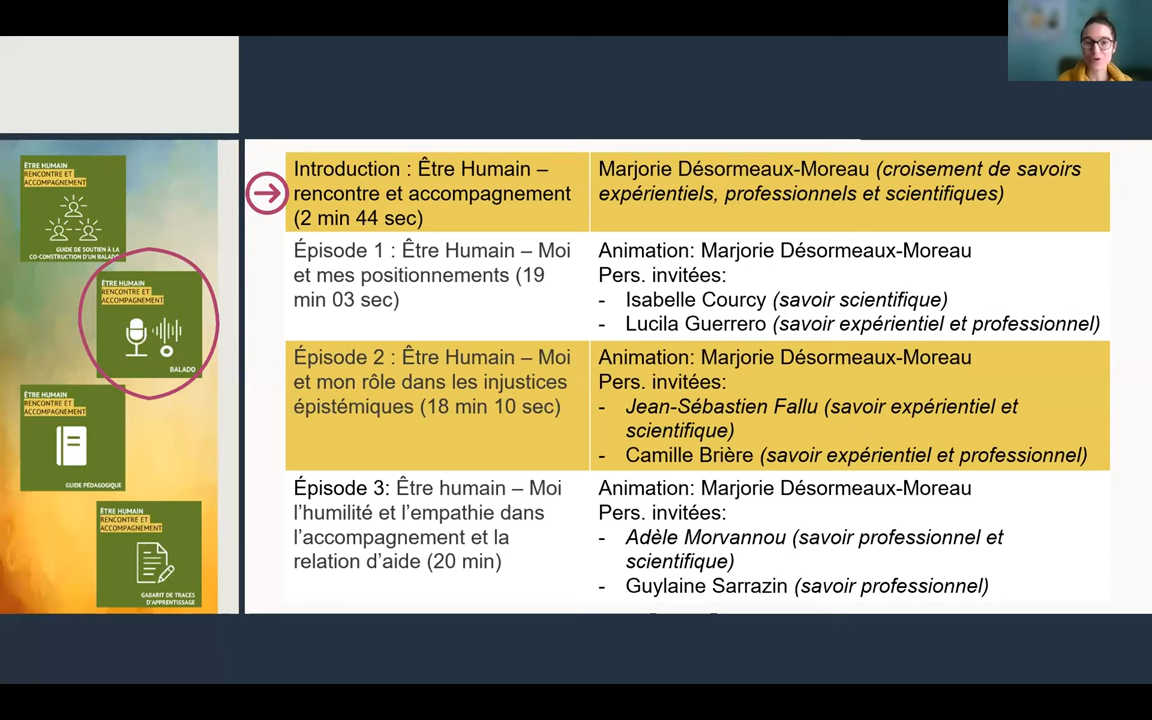 ÊTRE HUMAIN
RENCONTRE ET
ACCOMPAGNEMENT
GUIDE DE SOUTIEN À LA
CO-CONSTRUCTION D'UN BALADO
ÊTRE HUMAIN
RENCONTRE ET
ACCOMPAGNEMENT
BALADO
ÊTRE HUMAIN
RENCONTRE ET
ACCOMPAGNEMENT
GUIDE PÉDAGOGIQUE
ÊTRE HUMAIN
RENCONTRE ET
ACCOMPAGNEMENT
GABARIT DE TRACES
D'APPRENTISSAGE
Introduction : Être Humain –
rencontre et accompagnement
(2 min 44 sec)
Marjorie Désormeaux-Moreau (croisement de savoirs
expérientiels, professionnels et scientifiques)
Épisode 1 : Être Humain – Moi
et mes positionnements (19
min 03 sec)
Animation: Marjorie Désormeaux-Moreau
Pers. invitées:
- Isabelle Courcy (savoir scientifique)
- Lucila Guerrero (savoir expérientiel et professionnel)
Épisode 2 : Être Humain – Moi
et mon rôle dans les injustices
épistémiques (18 min 10 sec)
Animation: Marjorie Désormeaux-Moreau
Pers. invitées:
- Jean-Sébastien Fallu (savoir expérientiel et
scientifique)
- Camille Brière (savoir expérientiel et professionnel)
Épisode 3: Être humain – Moi
l'humilité et l'empathie dans
l'accompagnement et la
relation d'aide (20 min)
Animation: Marjorie Désormeaux-Moreau
Pers. invitées:
- Adèle Morvannou (savoir professionnel et
scientifique)
- Guylaine Sarrazin (savoir professionnel)